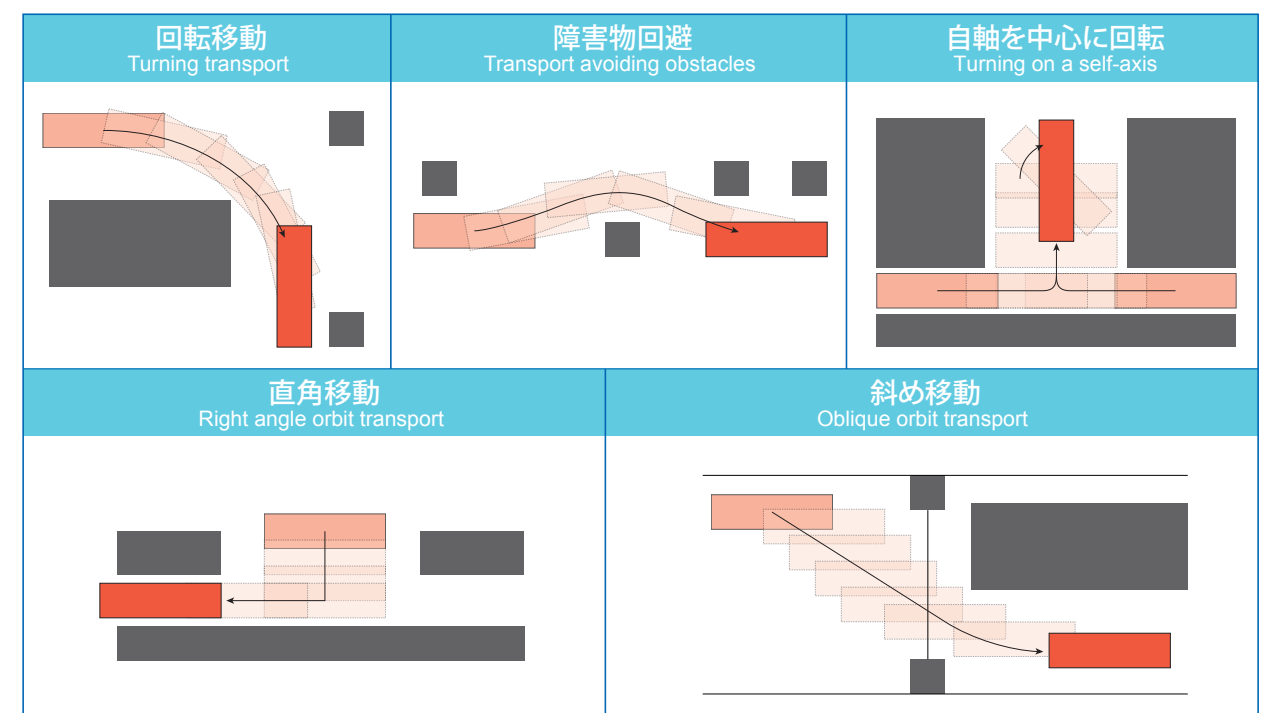 回転移動
Turning transport
障害物回避
Transport avoiding obstacles
自軸を中心に回転
Turning on a self-axis
直角移動
Right angle orbit transport
斜め移動
Oblique orbit transport